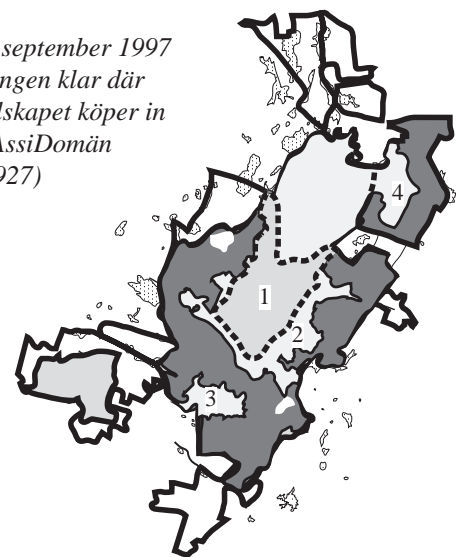 september 1997
ngen klar där
lskapet köper in
AssiDomän
927)
4
1
2
3